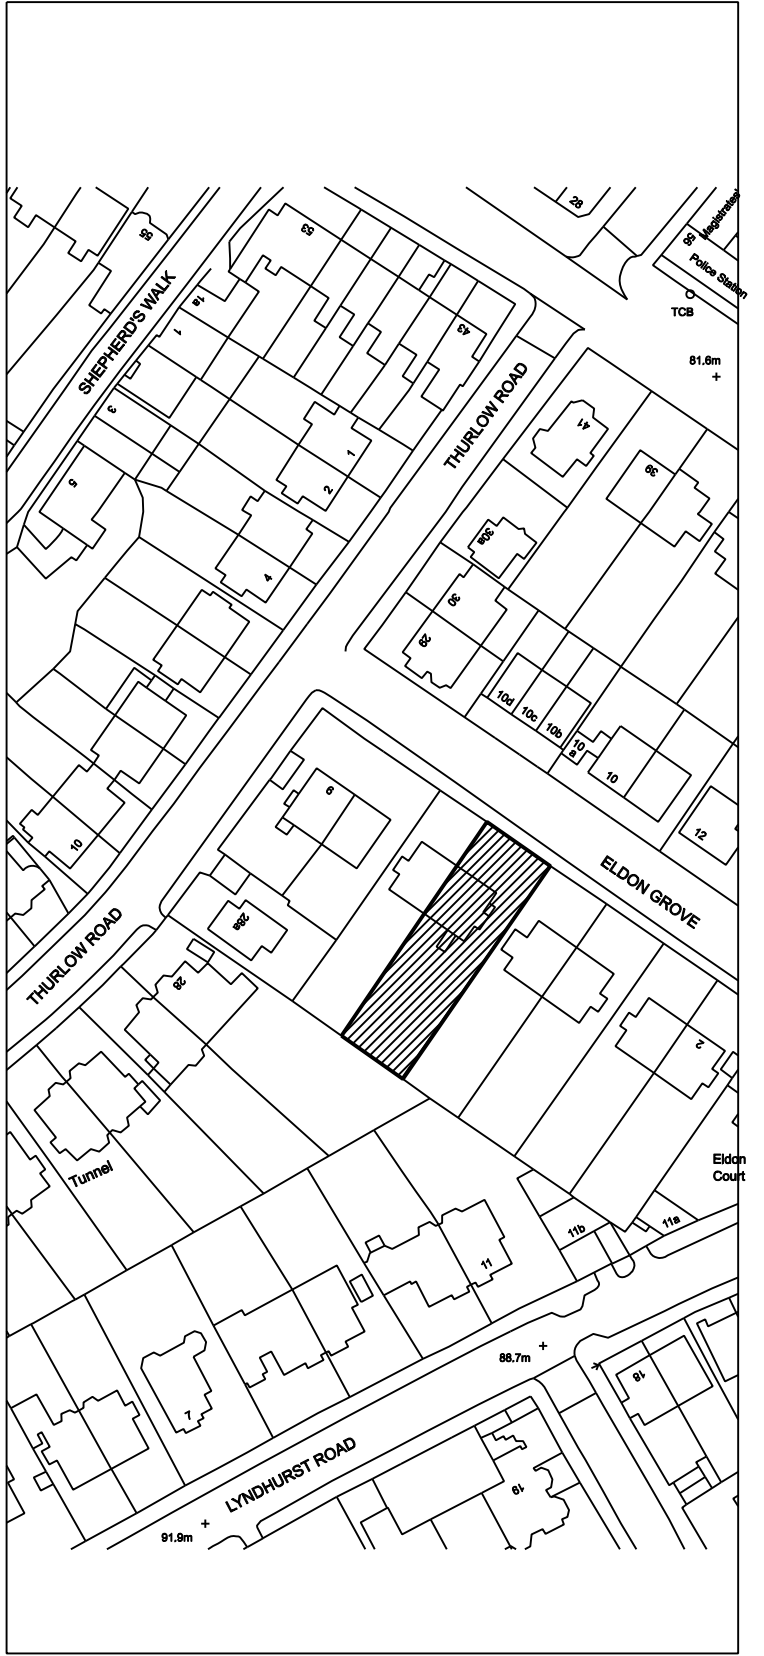 28
Magistrates'
56
Police Station
TCB
81.6m
55
53
SHEPHERD'S WALK
1a
1
43
THURLOW ROAD
3
41
1
2
39
5
30a
4
30
29
10d
10c
10b
10
a
10
12
6
10
ELDON GROVE
28a
THURLOW ROAD
28
2
Tunnel
Eldon
Court
11b
11a
11
88.7m
18
7
LYNDHURST ROAD
19
91.9m